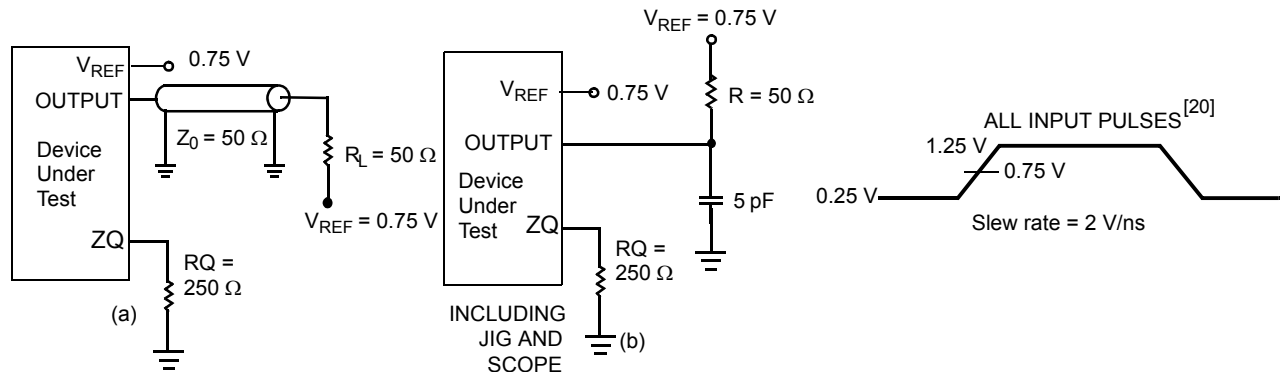 V_REF
0.75 V
OUTPUT
Z_0 = 50 Ω
Device
Under
Test
R_L = 50 Ω
V_REF = 0.75 V
ZQ
RQ =
250 Ω
(a)
V_REF = 0.75 V
R = 50 Ω
V_REF
0.75 V
OUTPUT
Device
Under
Test
5 pF
ZQ
RQ =
250 Ω
INCLUDING
JIG AND
SCOPE
(b)
ALL INPUT PULSES[20]
1.25 V
0.75 V
0.25 V
Slew rate = 2 V/ns